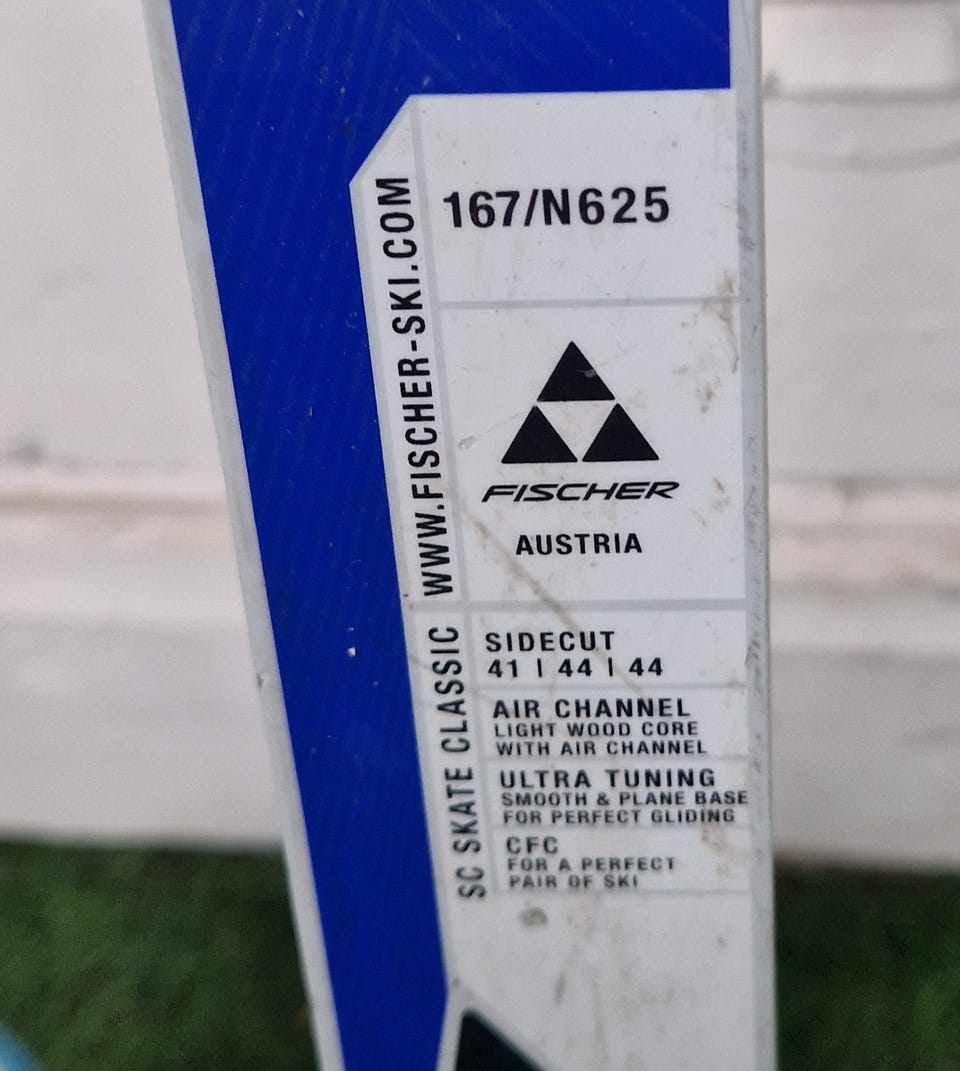 167/N625
WWW.FISCHER-SKI.COM
FISCHER
AUSTRIA
SC SKATE CLASSIC
SIDECUT
41 | 44 | 44
AIR CHANNEL
LIGHT WOOD CORE
WITH AIR CHANNEL
ULTRA TUNING
SMOOTH & PLANE BASE
FOR PERFECT GLIDING
CFC
FOR A PERFECT
PAIR OF SKI